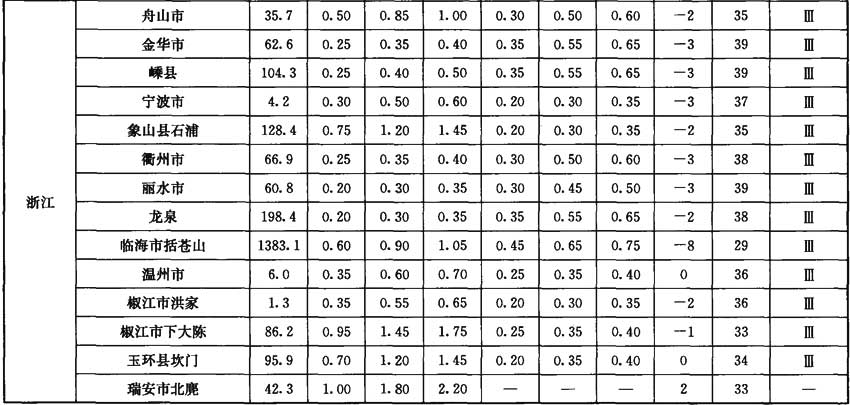 浙江
舟山市 35.7 0.50 0.85 1.00 0.30 0.50 0.60 -2 35 Ⅲ
金华市 62.6 0.25 0.35 0.40 0.35 0.55 0.65 -3 39 Ⅲ
嵊县 104.3 0.25 0.40 0.50 0.35 0.55 0.65 -3 39 Ⅲ
宁波市 4.2 0.30 0.50 0.60 0.20 0.30 0.35 -3 37 Ⅲ
象山县石浦 128.4 0.75 1.20 1.45 0.20 0.30 0.35 -2 35 Ⅲ
衢州市 66.9 0.25 0.35 0.40 0.30 0.50 0.60 -3 38 Ⅲ
丽水市 60.8 0.20 0.30 0.35 0.30 0.45 0.50 -3 39 Ⅲ
龙泉 198.4 0.20 0.30 0.35 0.35 0.55 0.65 -2 38 Ⅲ
临海市括苍山 1383.1 0.60 0.90 1.05 0.45 0.65 0.75 -8 29 Ⅲ
温州市 6.0 0.35 0.60 0.70 0.25 0.35 0.40 0 36 Ⅲ
椒江市洪家 1.3 0.35 0.55 0.65 0.20 0.30 0.35 -2 36 Ⅲ
椒江市下大陈 86.2 0.95 1.45 1.75 0.25 0.35 0.40 -1 33 Ⅲ
玉环县坎门 95.9 0.70 1.20 1.45 0.20 0.35 0.40 0 34 Ⅲ
瑞安市北麂 42.3 1.00 1.80 2.20 — — — 2 33 —